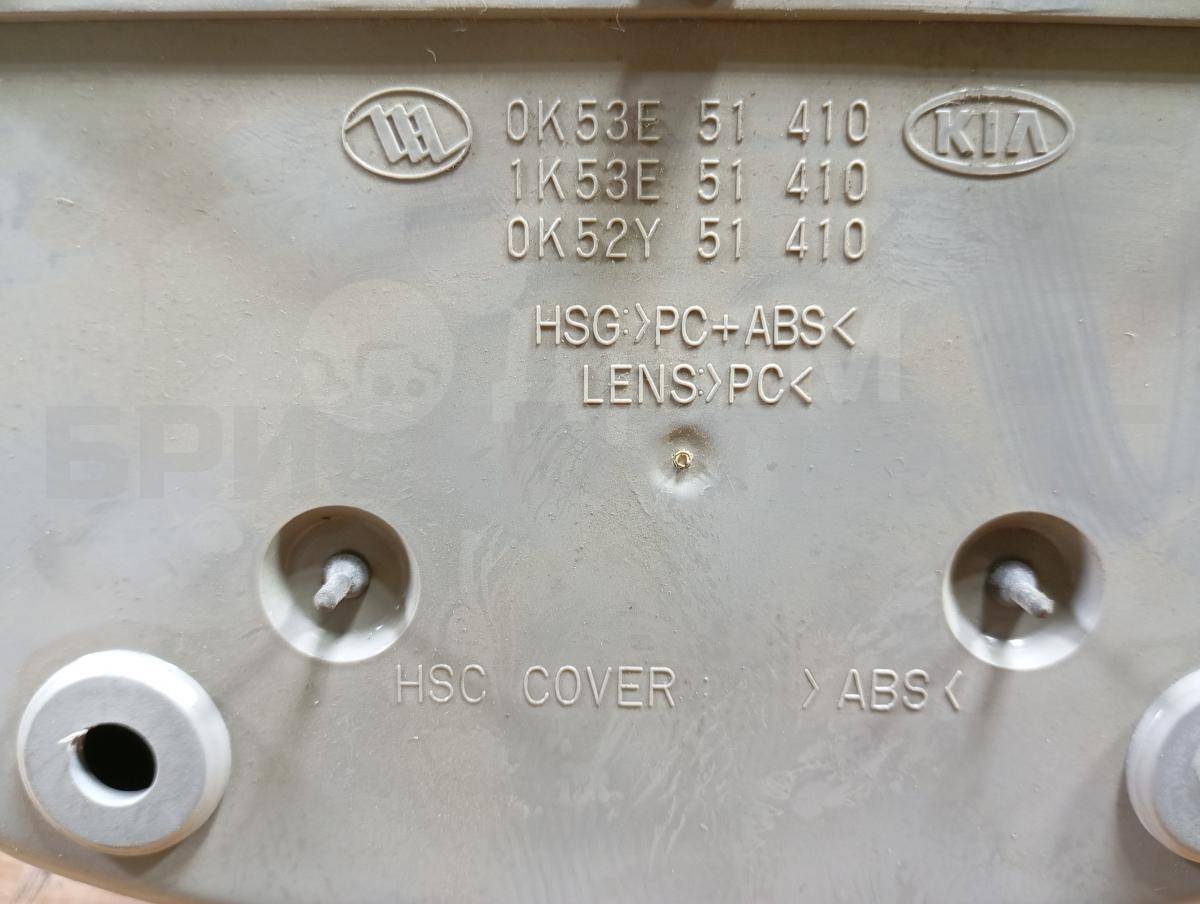 0K53E 51 410 KIA
1K53E 51 410
0K52Y 51 410
HSG:>PC+ABS<
LENS:>PC<
HSC COVER : >ABS<